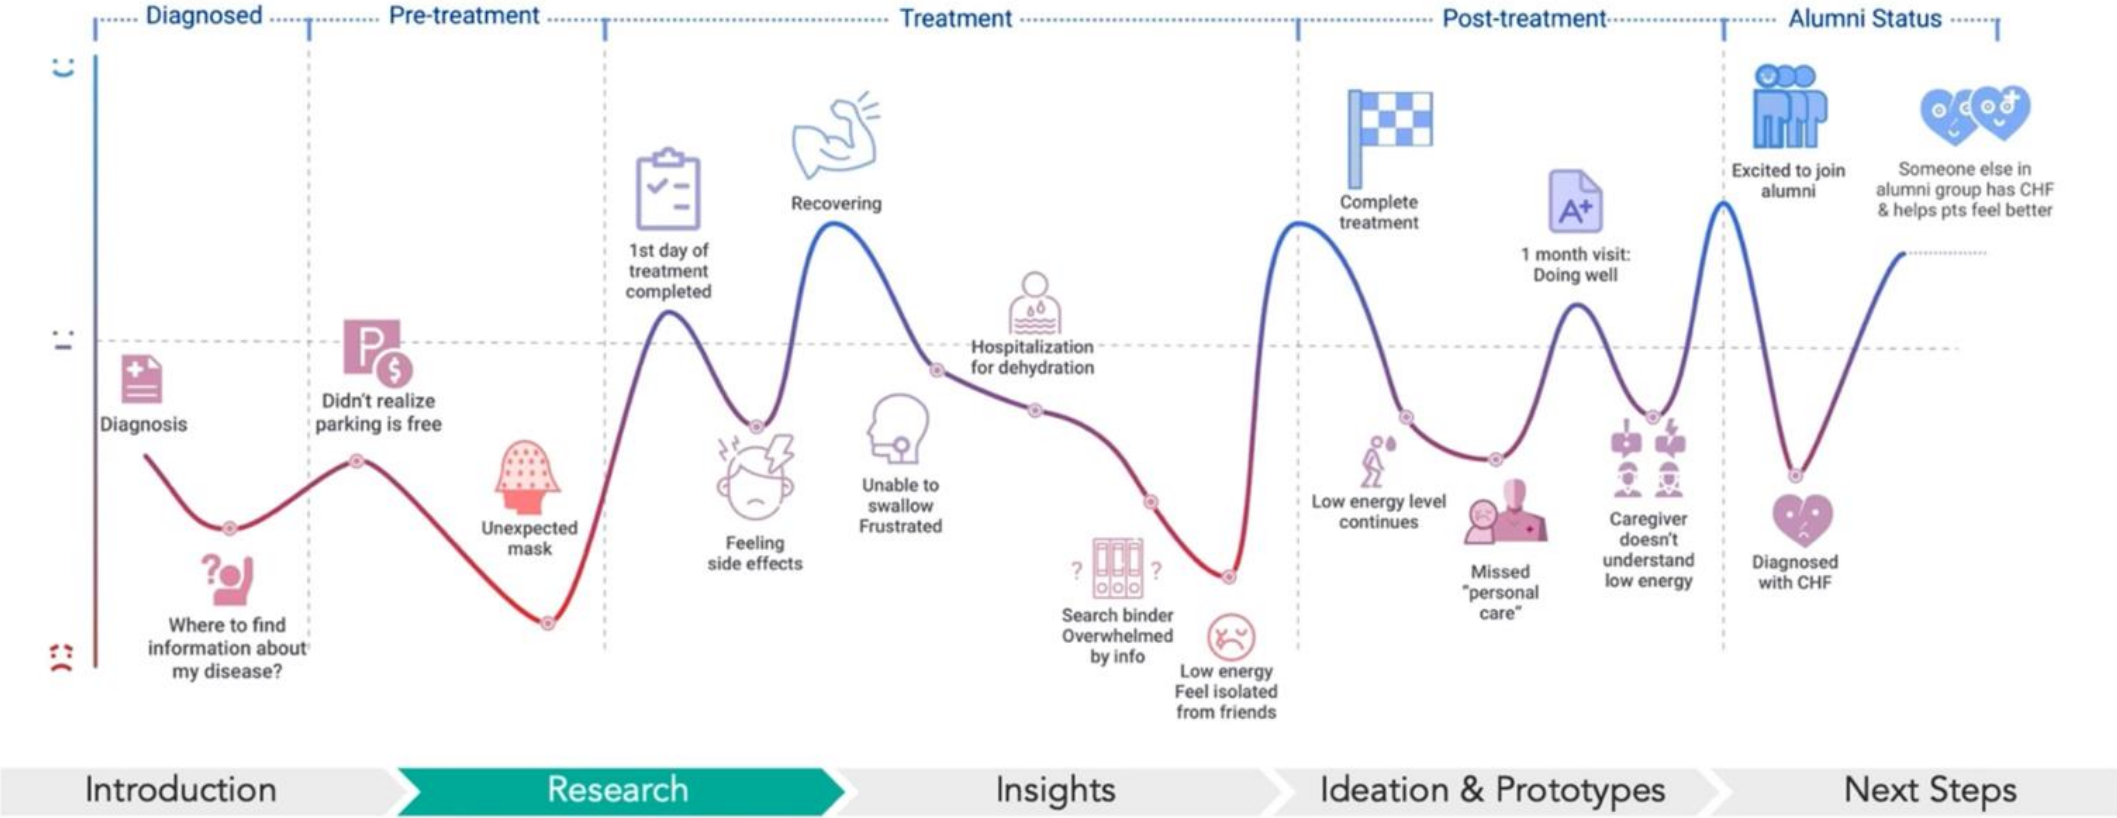 Diagnosed
Pre-treatment
Treatment
Post-treatment
Alumni Status
Diagnosis
Where to find
information about
my disease?
P
$
Didn't realize
parking is free
Unexpected
mask
1st day of
treatment
completed
Feeling
side effects
Recovering
Unable to
swallow
Frustrated
Hospitalization
for dehydration
? ?
Search binder
Overwhelmed
by info
Low energy
Feel isolated
from friends
Complete
treatment
Low energy level
continues
Missed
"personal
care"
A+
1 month visit:
Doing well
Caregiver
doesn't
understand
low energy
Excited to join
alumni
Diagnosed
with CHF
Someone else in
alumni group has CHF
& helps pts feel better
Introduction
Research
Insights
Ideation & Prototypes
Next Steps